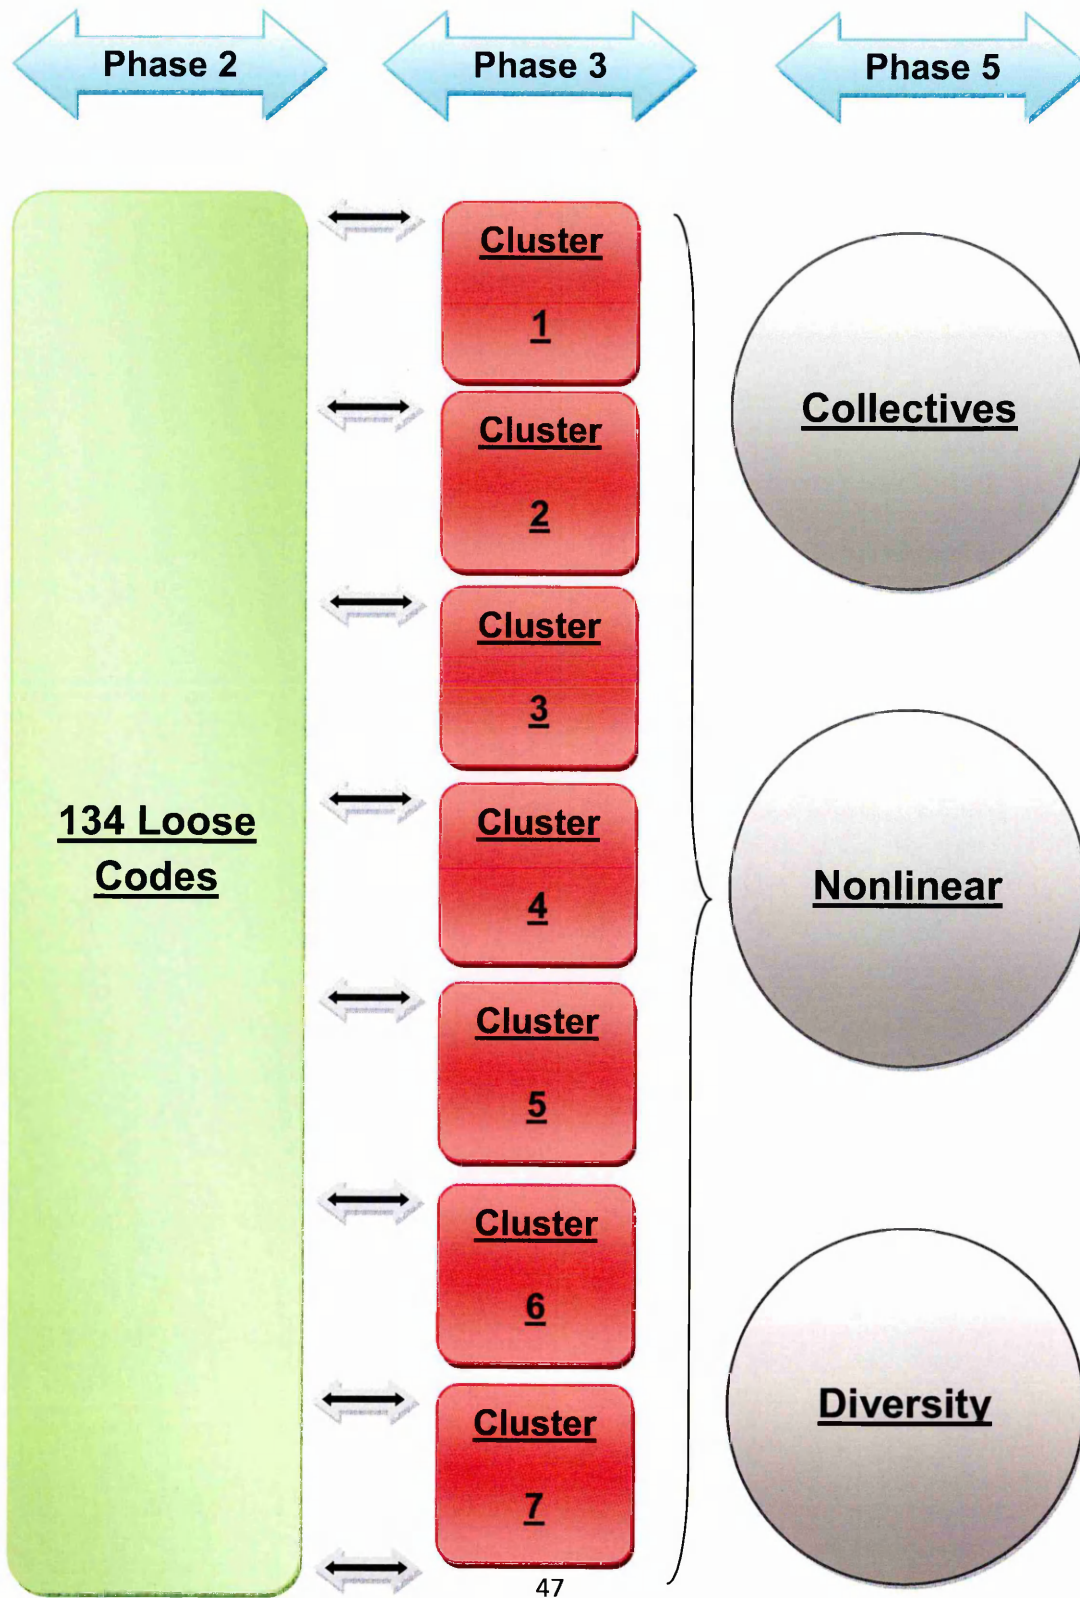 Phase 2
Phase 3
Phase 5
134 Loose
Codes
Cluster
1
Cluster
2
Cluster
3
Cluster
4
Cluster
5
Cluster
6
Cluster
7
Collectives
Nonlinear
Diversity
47